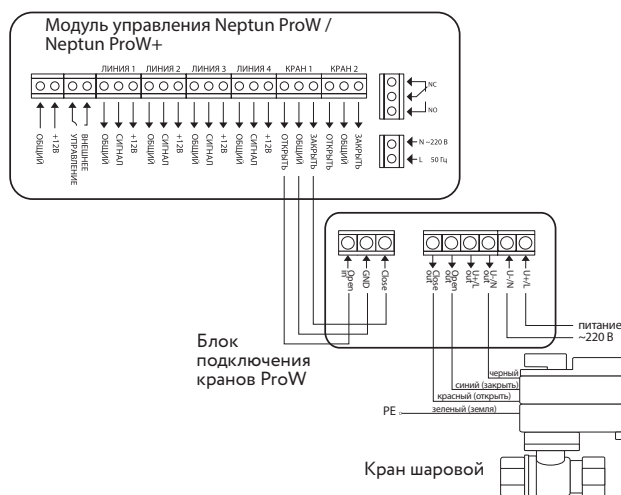 Модуль управления Neptun ProW /
Neptun ProW+
ЛИНИЯ 1 ЛИНИЯ 2 ЛИНИЯ 3 ЛИНИЯ 4 КРАН 1 КРАН 2
ОБЩИЙ
+12В
ВНЕШНЕЕ
УПРАВЛЕНИЕ
ОБЩИЙ
СИГНАЛ
+12В
ОБЩИЙ
СИГНАЛ
+12В
ОБЩИЙ
СИГНАЛ
+12В
ОБЩИЙ
СИГНАЛ
+12В
ОТКРЫТЬ
ОБЩИЙ
ЗАКРЫТЬ
ОТКРЫТЬ
ОБЩИЙ
ЗАКРЫТЬ
NC
NO
N ~220 В
L 50 Гц
Open
in
GND
Close
Close
out
Open
out
U+/L
out
U-/N
out
U-/N
U+/L
питание
~220 В
Блок
подключения
кранов ProW
черный
синий (закрыть)
красный (открыть)
PE
зеленый (земля)
Кран шаровой